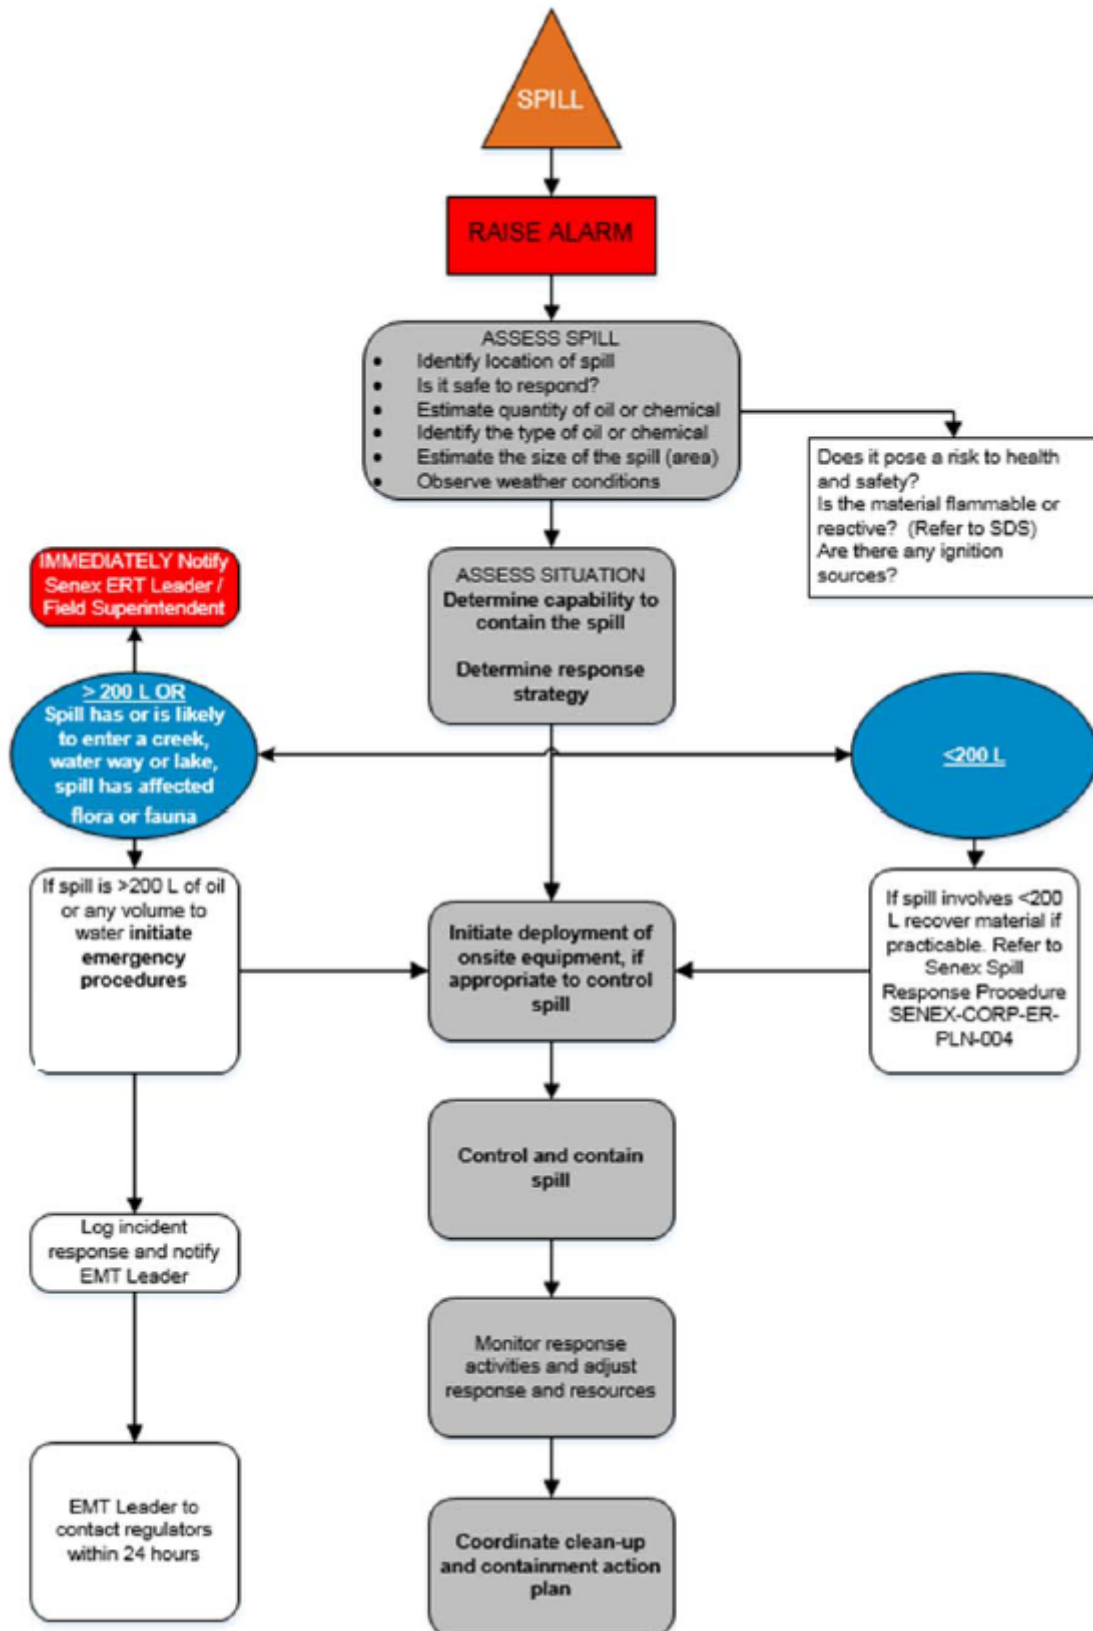 SPILL
RAISE ALARM
ASSESS SPILL
• Identify location of spill
• Is it safe to respond?
• Estimate quantity of oil or chemical
• Identify the type of oil or chemical
• Estimate the size of the spill (area)
• Observe weather conditions
Does it pose a risk to health
and safety?
Is the material flammable or
reactive? (Refer to SDS)
Are there any ignition
sources?
IMMEDIATELY Notify
Senex ERT Leader /
Field Superintendent
ASSESS SITUATION
Determine capability to
contain the spill
Determine response
strategy
> 200 L OR
Spill has or is likely
to enter a creek,
water way or lake,
spill has affected
flora or fauna
<200 L
If spill is >200 L of oil
or any volume to
water initiate
emergency
procedures
Initiate deployment of
onsite equipment, if
appropriate to control
spill
If spill involves <200
L recover material if
practicable. Refer to
Senex Spill
Response Procedure
SENEX-CORP-ER-
PLN-004
Control and contain
spill
Log incident
response and notify
EMT Leader
Monitor response
activities and adjust
response and resources
EMT Leader to
contact regulators
within 24 hours
Coordinate clean-up
and containment action
plan